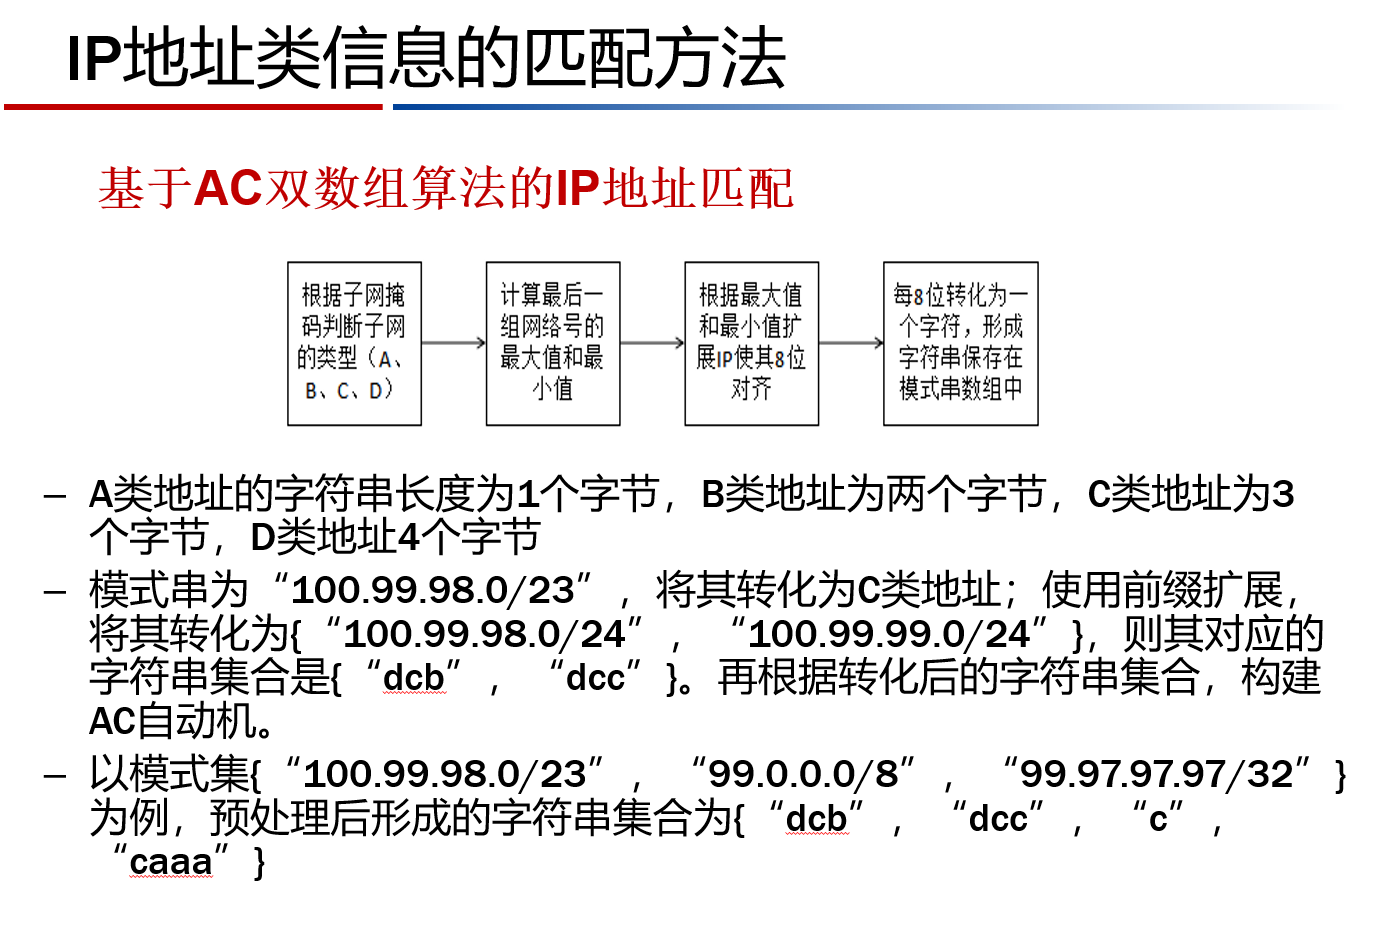 IP地址类信息的匹配方法
基于AC双数组算法的IP地址匹配
根据子网掩
码判断子网
的类型（A、
B、C、D）
计算最后一
组网络号的
最大值和最
小值
根据最大值
和最小值扩
展IP使其8位
对齐
每8位转化为一
个字符，形成
字符串保存在
模式串数组中
– A类地址的字符串长度为1个字节，B类地址为两个字节，C类地址为3
个字节，D类地址4个字节
– 模式串为“100.99.98.0/23”，将其转化为C类地址；使用前缀扩展，
将其转化为{“100.99.98.0/24”，“100.99.99.0/24”}，则其对应的
字符串集合是{“dcb”，“dcc”}。再根据转化后的字符串集合，构建
AC自动机。
– 以模式集{“100.99.98.0/23”，“99.0.0.0/8”，“99.97.97.97/32”}
为例，预处理后形成的字符串集合为{“dcb”，“dcc”，“c”，
“caaa”}